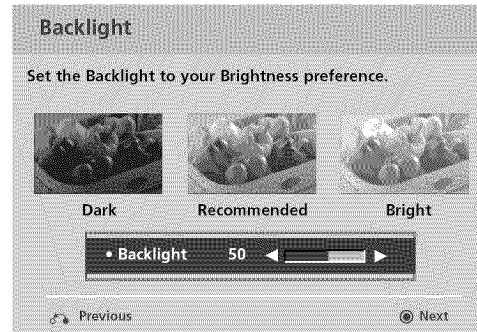 Backlight
Set the Backlight to your Brightness preference.
Dark Recommended Bright
• Backlight 50
Previous Next